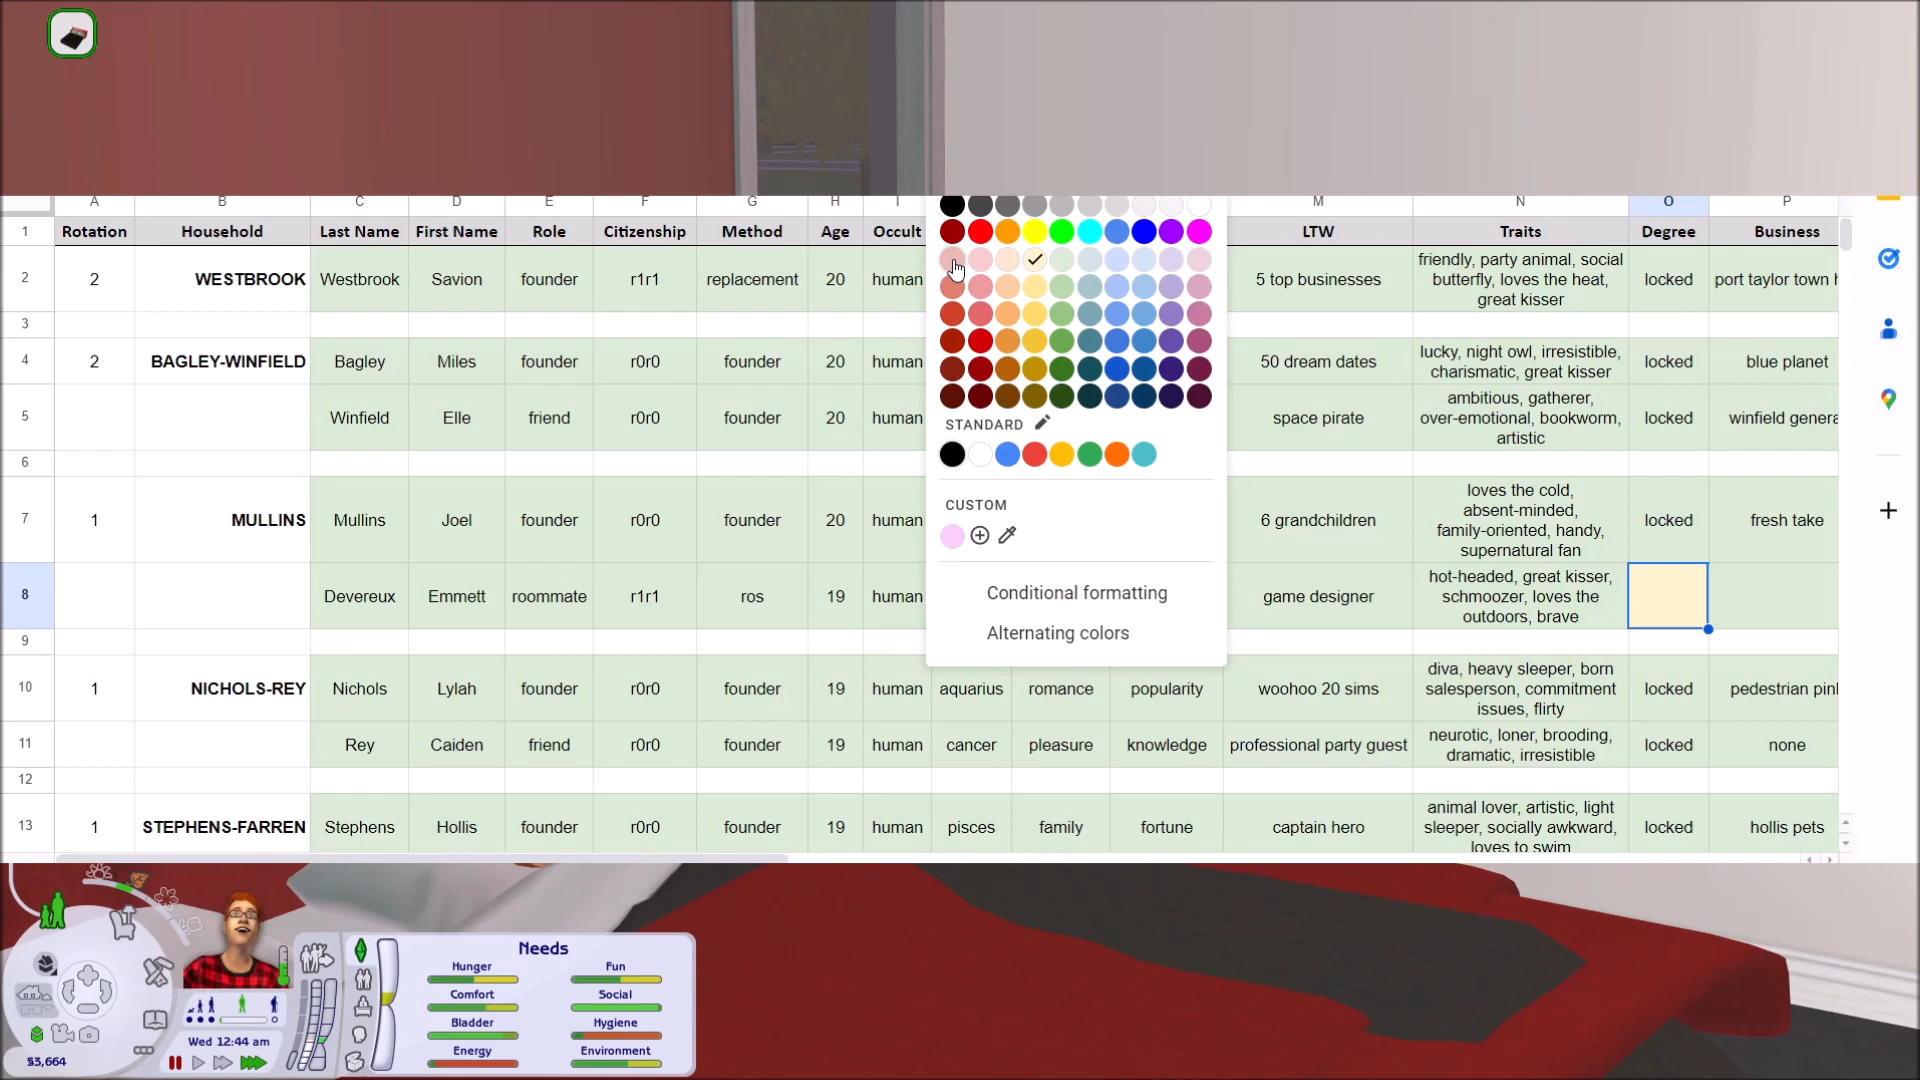 A B C D E F G H I M N O P
1 Rotation Household Last Name First Name Role Citizenship Method Age Occult LTW Traits Degree Business
2 2 WESTBROOK Westbrook Savion founder r1r1 replacement 20 human 5 top businesses friendly, party animal, social locked port taylor town h
butterfly, loves the heat,
great kisser
3
4 2 BAGLEY-WINFIELD Bagley Miles founder r0r0 founder 20 human 50 dream dates lucky, night owl, irresistible, locked blue planet
charismatic, great kisser
5 Winfield Elle friend r0r0 founder 20 human space pirate ambitious, gatherer, locked winfield genera
over-emotional, bookworm,
artistic
STANDARD
6
CUSTOM
7 1 MULLINS Mullins Joel founder r0r0 founder 20 human 6 grandchildren loves the cold, locked fresh take
absent-minded,
family-oriented, handy,
supernatural fan
8 Devereux Emmett roommate r1r1 ros 19 human game designer hot-headed, great kisser,
schmoozer, loves the
outdoors, brave
Conditional formatting
Alternating colors
9
10 1 NICHOLS-REY Nichols Lylah founder r0r0 founder 19 human aquarius romance popularity woohoo 20 sims diva, heavy sleeper, born locked pedestrian pink
salesperson, commitment
issues, flirty
11 Rey Caiden friend r0r0 founder 19 human cancer pleasure knowledge professional party guest neurotic, loner, brooding, locked none
dramatic, irresistible
12
13 1 STEPHENS-FARREN Stephens Hollis founder r0r0 founder 19 human pisces family fortune captain hero animal lover, artistic, light locked hollis pets
sleeper, socially awkward,
loves to swim
Needs
Hunger Fun
Comfort Social
Bladder Hygiene
Energy Environment
Wed 12:44 am
§3,664